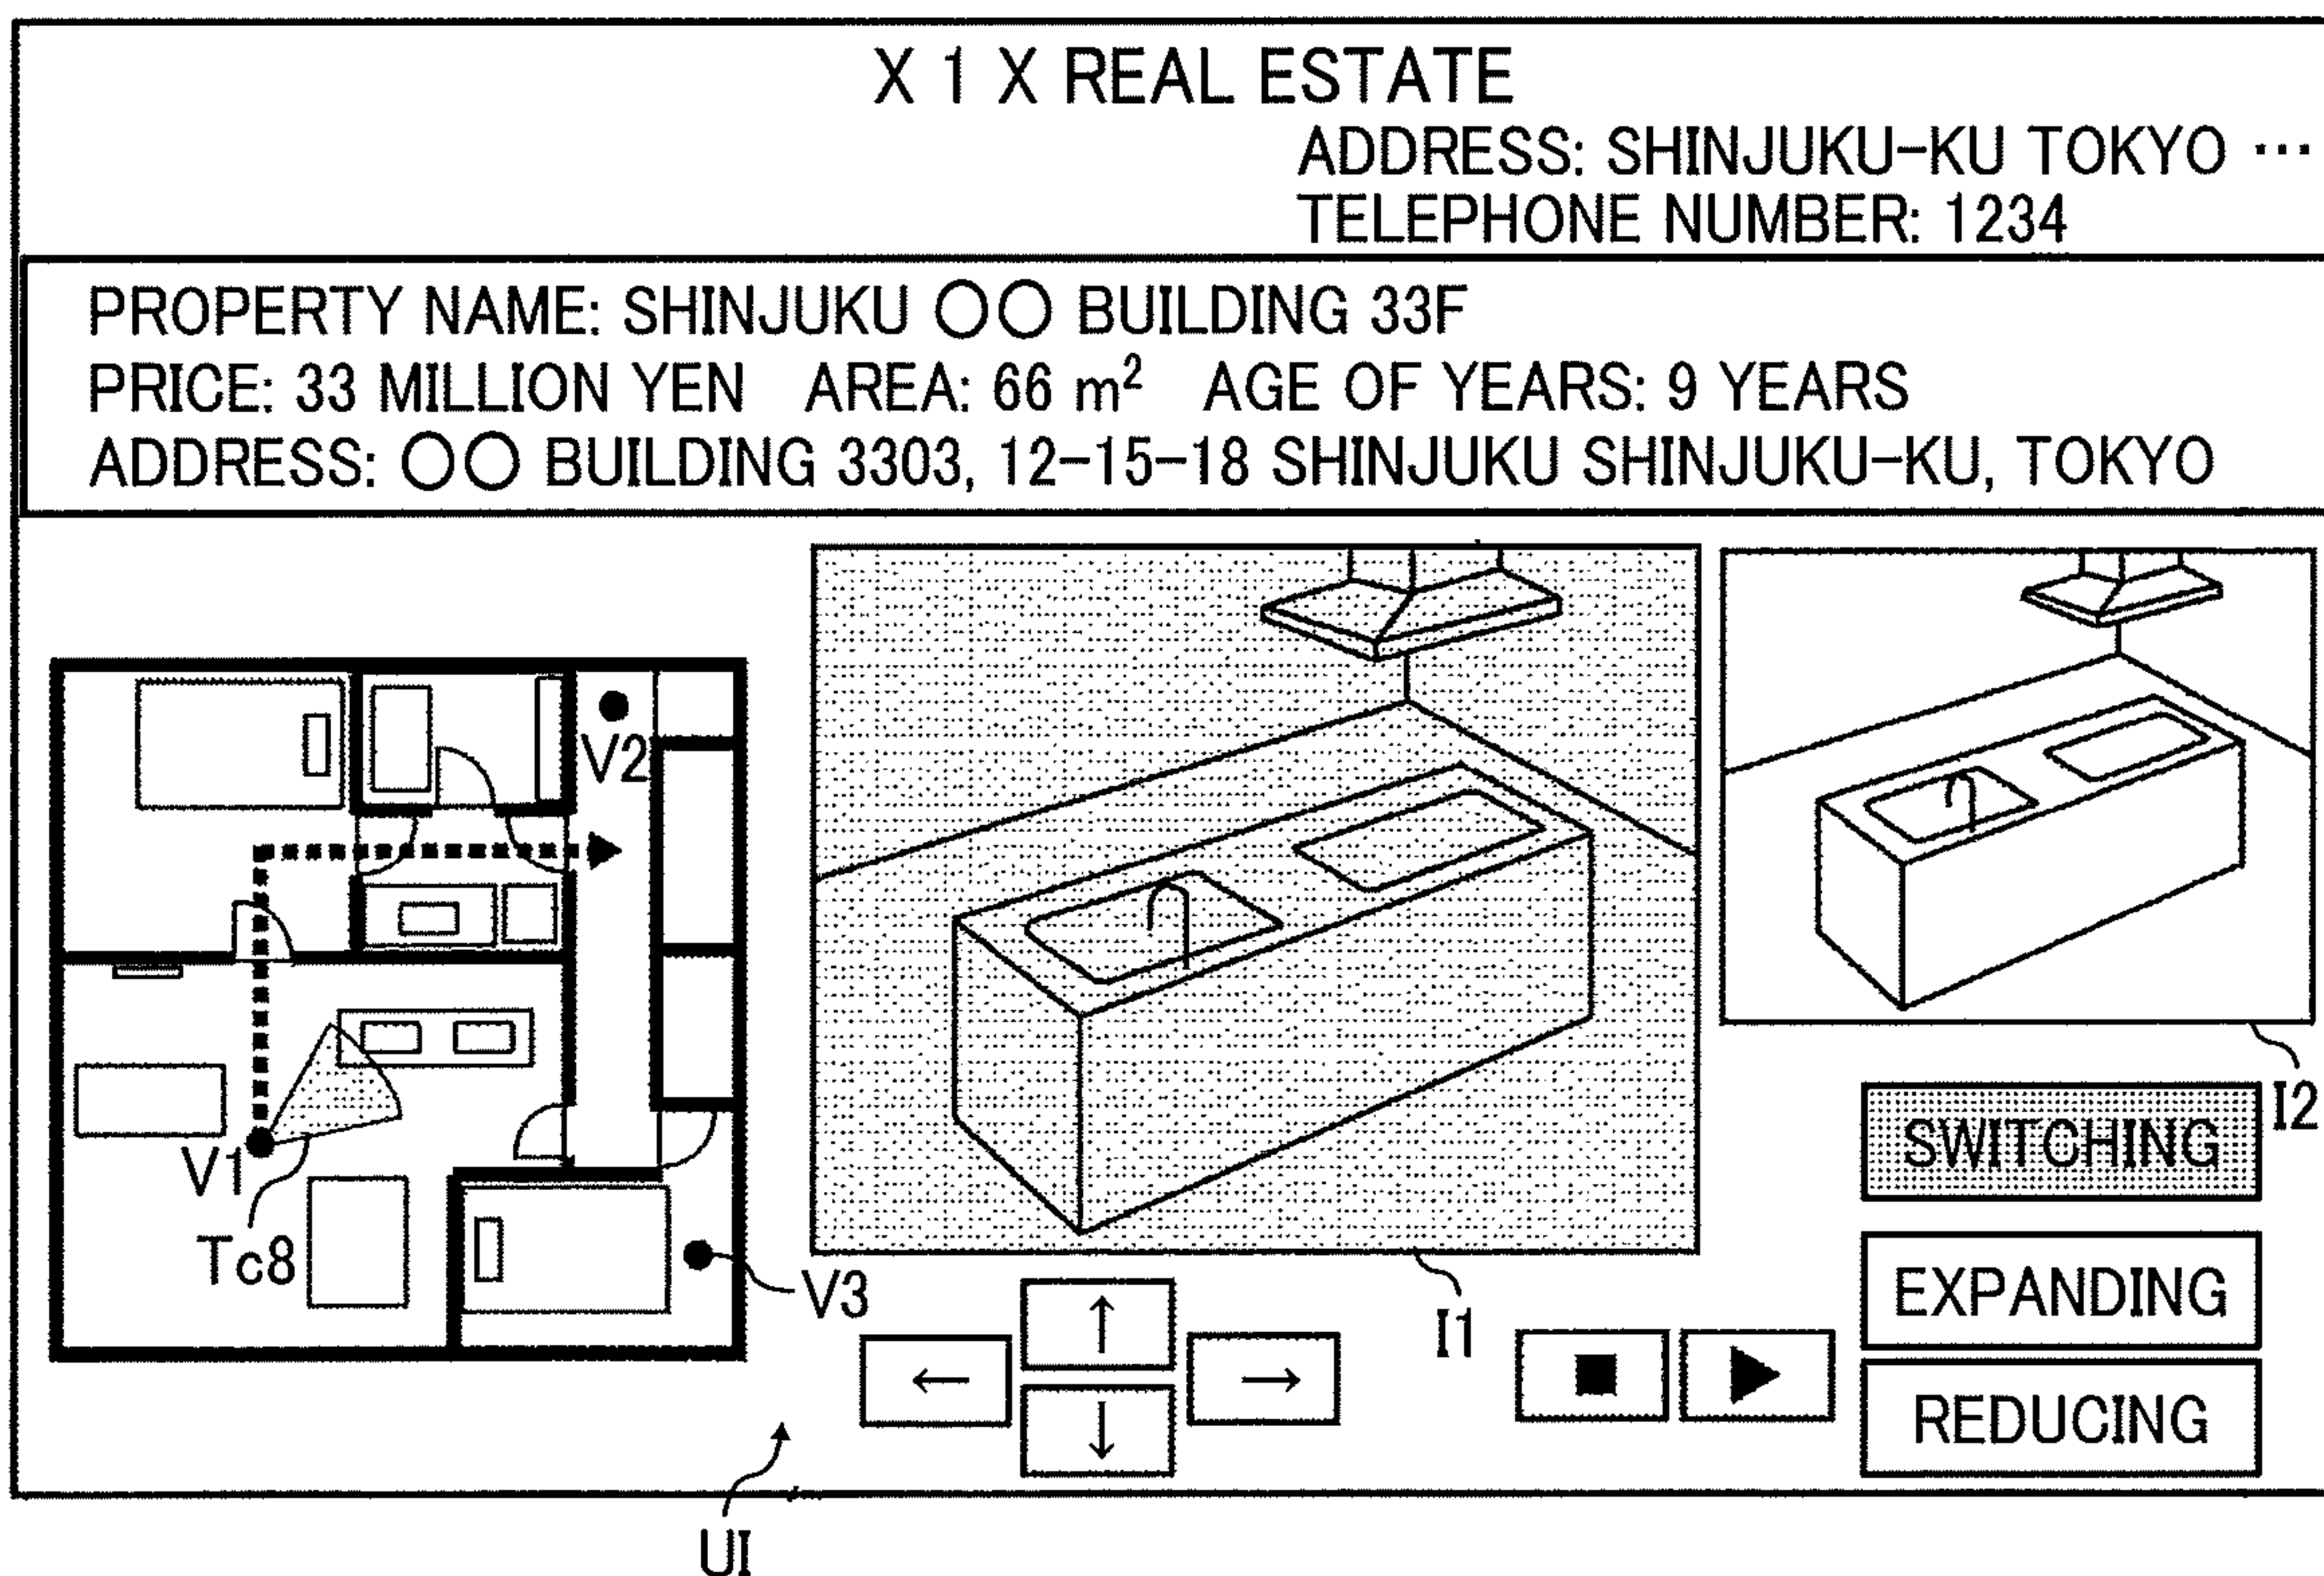 X 1 X REAL ESTATE
ADDRESS: SHINJUKU-KU TOKYO ···
TELEPHONE NUMBER: 1234
PROPERTY NAME: SHINJUKU ○○ BUILDING 33F
PRICE: 33 MILLION YEN AREA: 66 m² AGE OF YEARS: 9 YEARS
ADDRESS: ○○ BUILDING 3303, 12-15-18 SHINJUKU SHINJUKU-KU, TOKYO
V2
V1
Tc8
V3
I1
I2
SWITCHING
EXPANDING
REDUCING
← ↑ ↓ →
■ ▶
UI